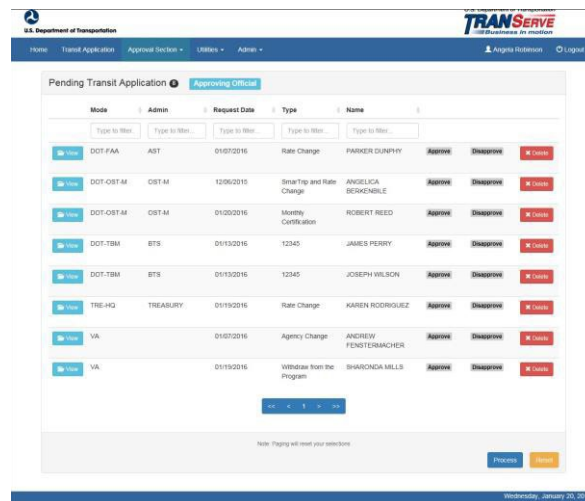 U.S. Department of Transportation
U.S. Department of Transportation
TRANSERVE
Business in motion
Home Transit Application Approval Section Utilities Admin Angela Robinson Logout
Pending Transit Application Approving Official
Mode Admin Request Date Type Name
Type to filter... Type to filter... Type to filter... Type to filter... Type to filter...
View DOT-FAA AST 01/07/2016 Rate Change PARKER DUNPHY Approve Disapprove Delete
View DOT-OST-M OST-M 12/06/2015 SmarTrip and Rate Change ANGELICA BERKENBILE Approve Disapprove Delete
View DOT-OST-M OST-M 01/20/2016 Monthly Certification ROBERT REED Approve Disapprove Delete
View DOT-TBM BTS 01/13/2016 12345 JAMES PERRY Approve Disapprove Delete
View DOT-TBM BTS 01/13/2016 12345 JOSEPH WILSON Approve Disapprove Delete
View TRE-HQ TREASURY 01/19/2016 Rate Change KAREN RODRIGUEZ Approve Disapprove Delete
View VA 01/07/2016 Agency Change ANDREW FENSTERMACHER Approve Disapprove Delete
View VA 01/19/2016 Withdraw from the Program SHARONDA MILLS Approve Disapprove Delete
<< < 1 > >>
Note: Paging will reset your selections
Process Reset
Wednesday, January 20, 20